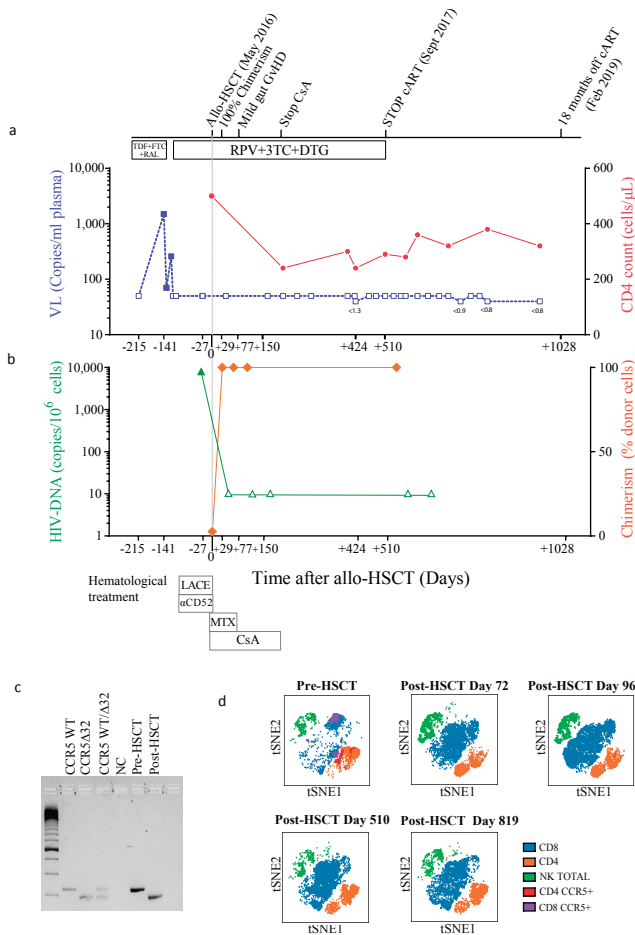 Allo-HSCT (May 2016)
100% Chimerism
Mild gut GvHD
Stop CsA
STOP cART (Sept 2017)
18 months off cART
(Feb 2019)
a
TDF+FTC
+RAL
RPV+3TC+DTG
VL (Copies/ml plasma)
10,000
1,000
100
10
CD4 count (cells/µL)
600
400
200
0
<1.3
<0.9
<0.8
<0.8
-215
-141
-27
0
+29
+77
+150
+424
+510
+1028
b
HIV-DNA (copies/10⁶ cells)
10,000
1,000
100
10
1
Chimerism (% donor cells)
100
50
0
-215
-141
-27
0
+29
+77
+150
+424
+510
+1028
Time after allo-HSCT (Days)
Hematological
treatment
LACE
αCD52
MTX
CsA
c
CCR5 WT
CCR5Δ32
CCR5 WT/Δ32
NC
Pre-HSCT
Post-HSCT
d
Pre-HSCT
tSNE2
tSNE1
Post-HSCT Day 72
tSNE2
tSNE1
Post-HSCT Day 96
tSNE2
tSNE1
Post-HSCT Day 510
tSNE2
tSNE1
Post-HSCT Day 819
tSNE2
tSNE1
CD8
CD4
NK TOTAL
CD4 CCR5+
CD8 CCR5+